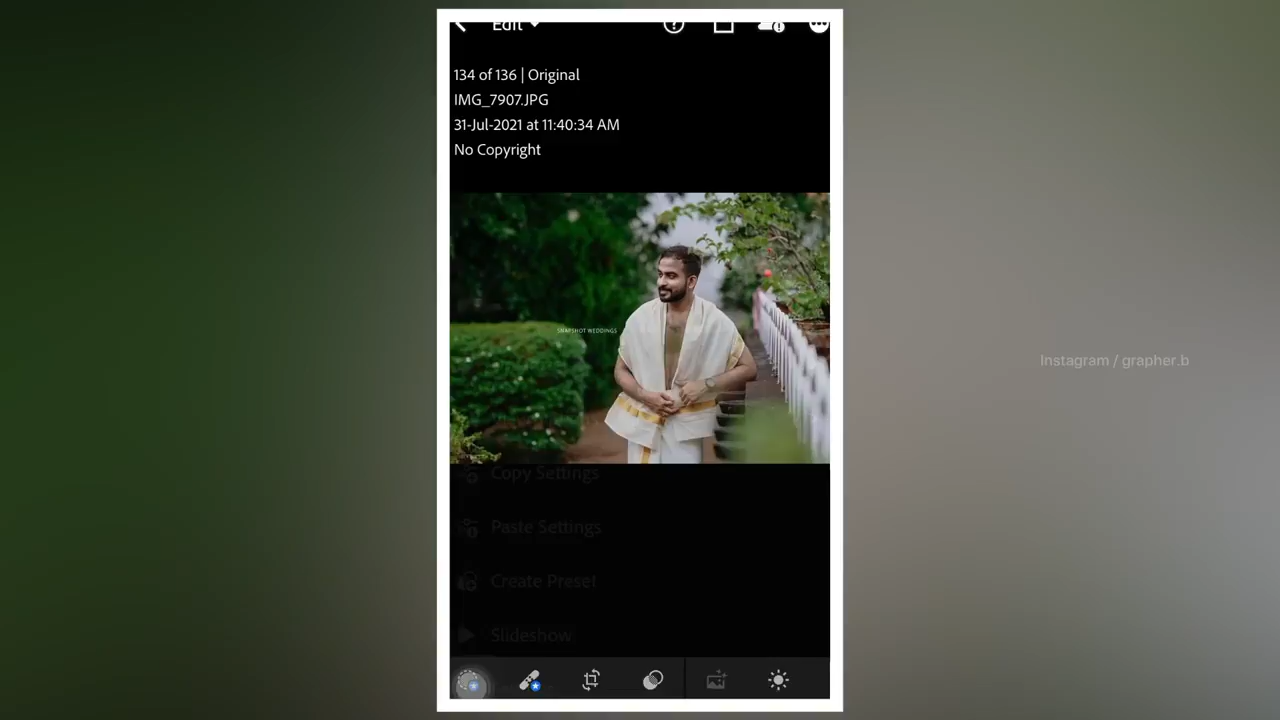 Edit
134 of 136 | Original
IMG_7907.JPG
31-Jul-2021 at 11:40:34 AM
No Copyright
SNAPSHOT WEDDINGS
Instagram / grapher.b
Copy Settings
Paste Settings
Create Preset
Slideshow